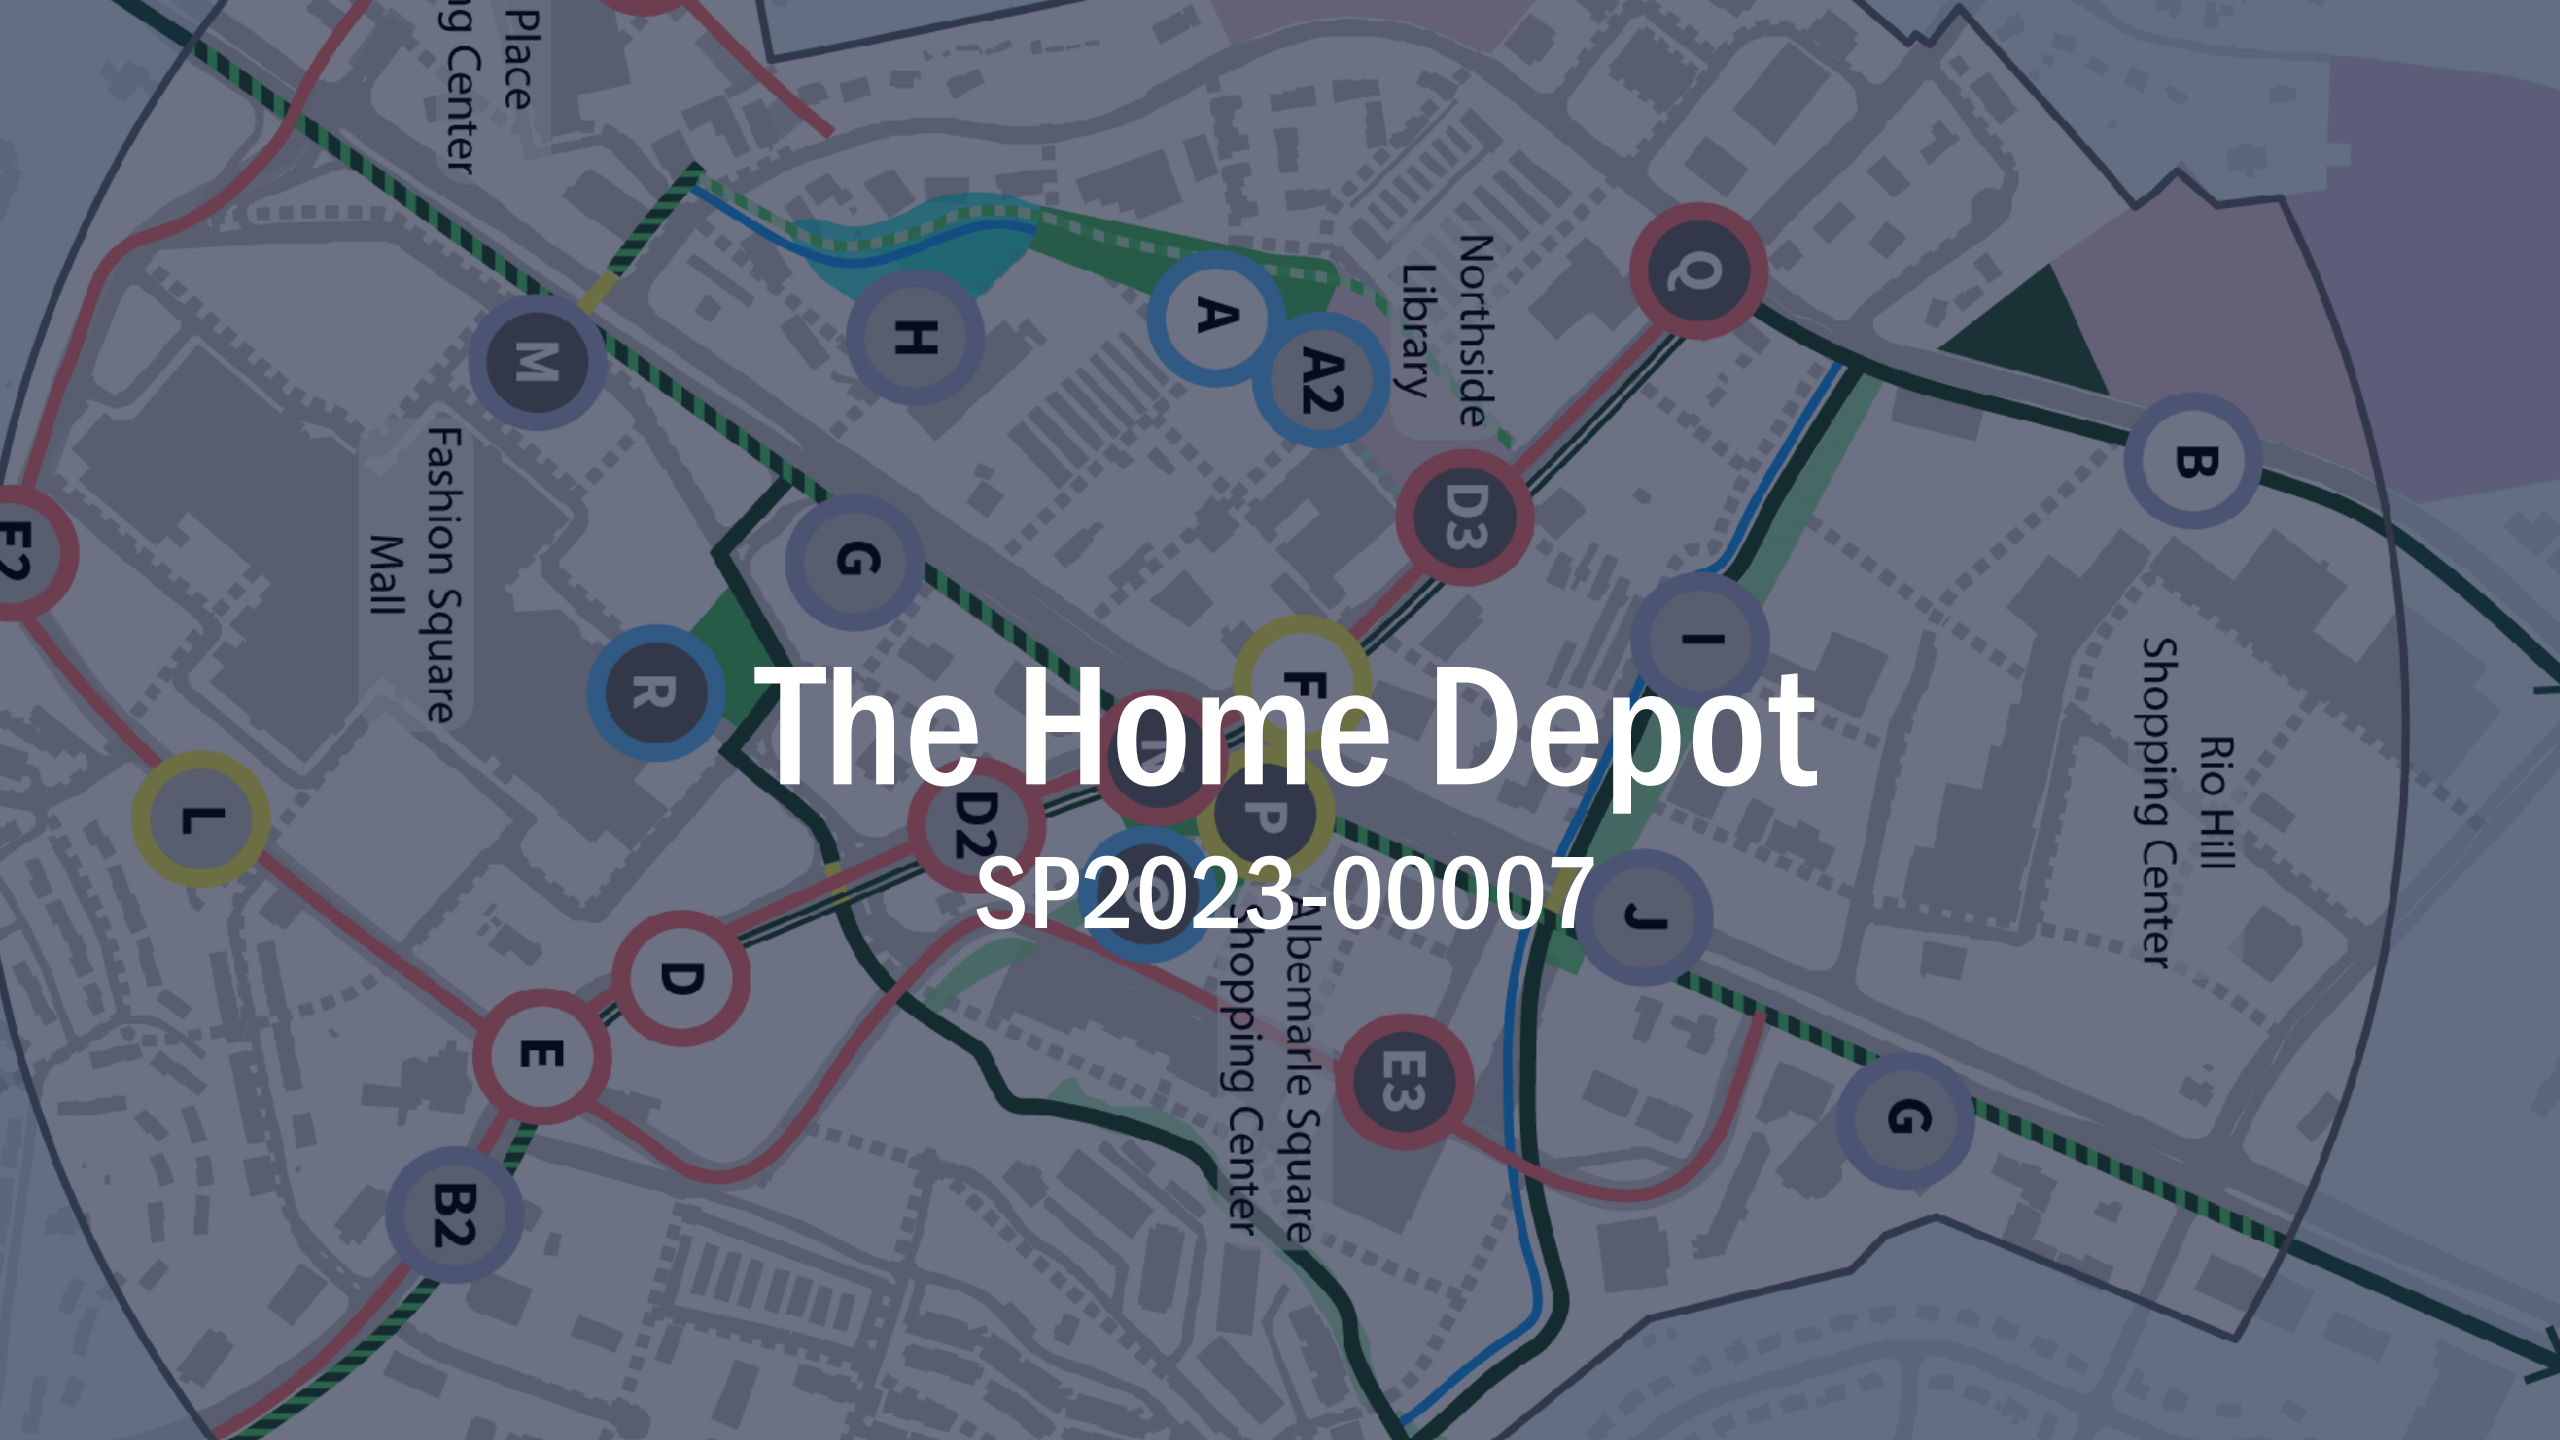 The Home Depot
SP2023-00007
Place
ng Center
Northside
Library
Fashion Square
Mall
Rio Hill
Shopping Center
Albemarle Square
Shopping Center
Q
B
A
A2
H
M
D3
G
I
F
R
P
D2
L
J
D
E
E3
G
B2